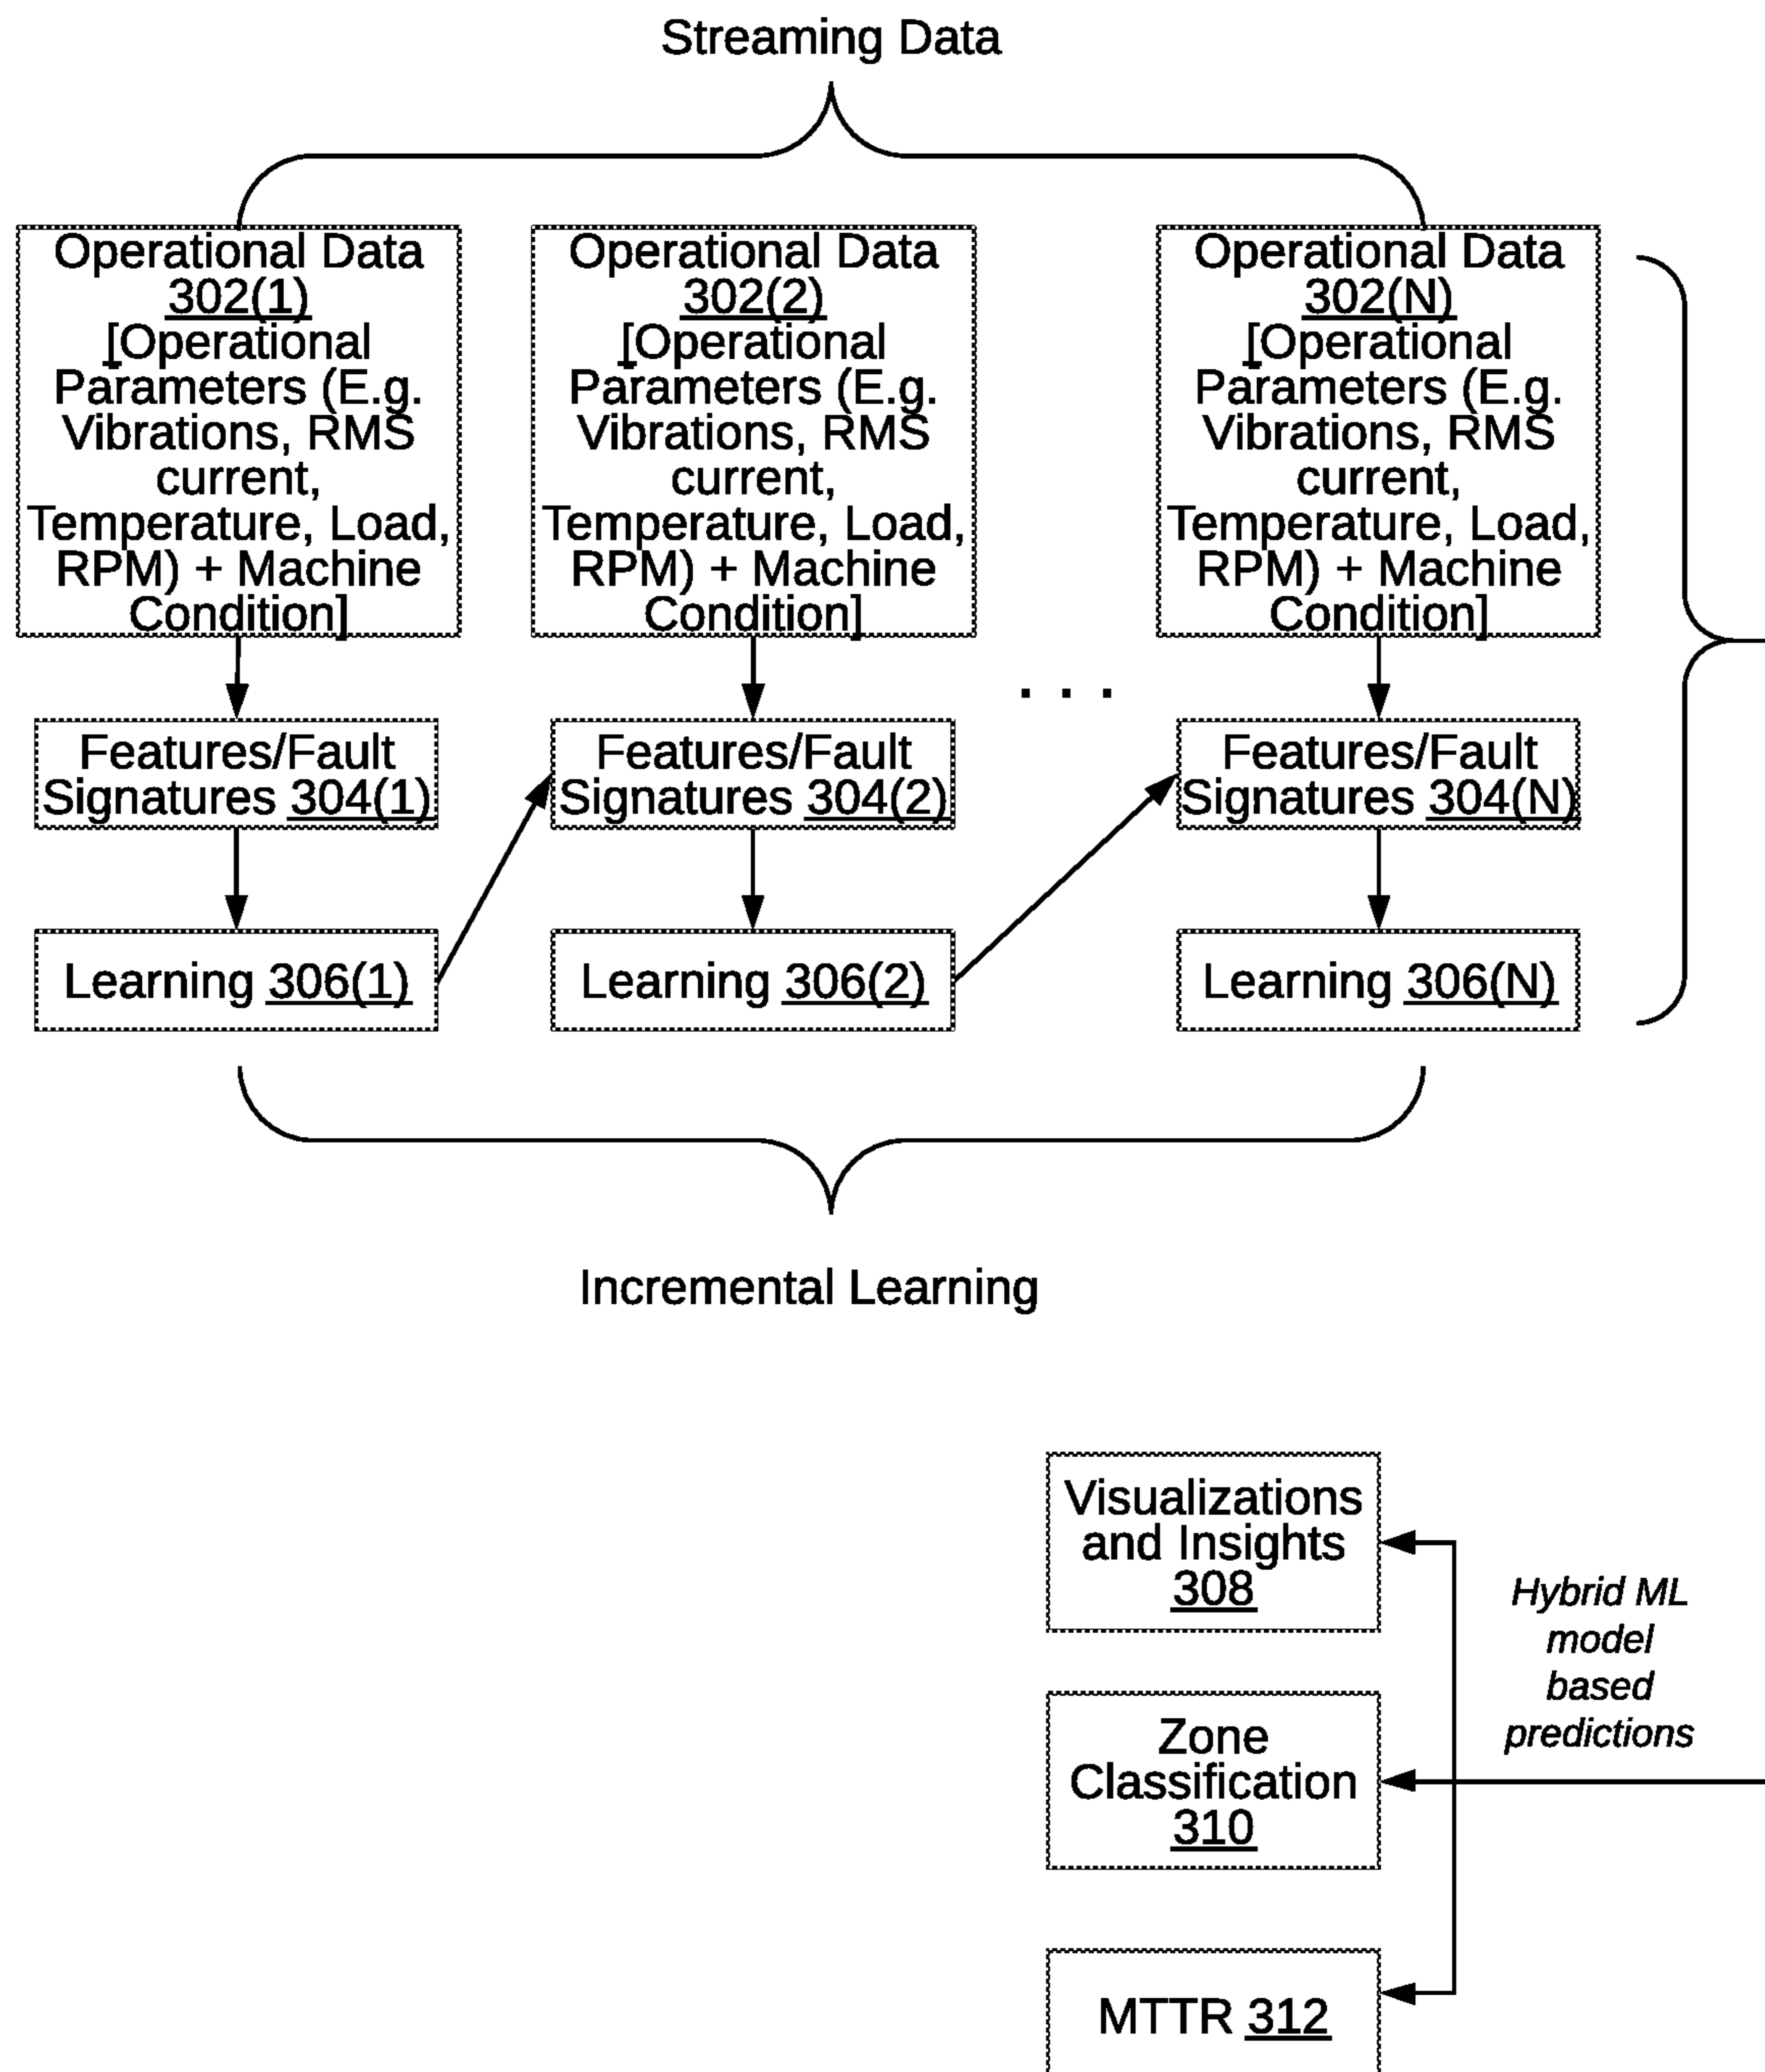 Streaming Data
Operational Data
302(1)
[Operational
Parameters (E.g.
Vibrations, RMS
current,
Temperature, Load,
RPM) + Machine
Condition]
Operational Data
302(2)
[Operational
Parameters (E.g.
Vibrations, RMS
current,
Temperature, Load,
RPM) + Machine
Condition]
Operational Data
302(N)
[Operational
Parameters (E.g.
Vibrations, RMS
current,
Temperature, Load,
RPM) + Machine
Condition]
. . .
Features/Fault
Signatures 304(1)
Features/Fault
Signatures 304(2)
Features/Fault
Signatures 304(N)
Learning 306(1)
Learning 306(2)
Learning 306(N)
Incremental Learning
Visualizations
and Insights
308
Hybrid ML
model
based
predictions
Zone
Classification
310
MTTR 312